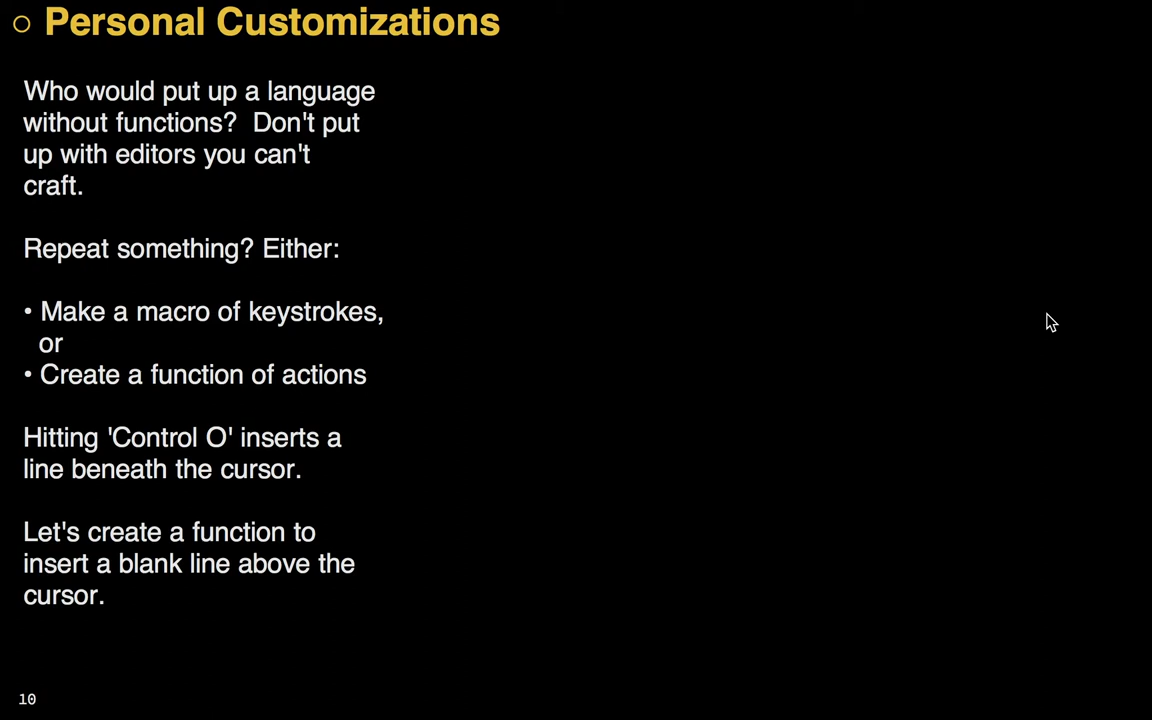 ○ Personal Customizations
Who would put up a language
without functions?  Don't put
up with editors you can't
craft.
Repeat something? Either:
• Make a macro of keystrokes,
or
• Create a function of actions
Hitting 'Control O' inserts a
line beneath the cursor.
Let's create a function to
insert a blank line above the
cursor.
10